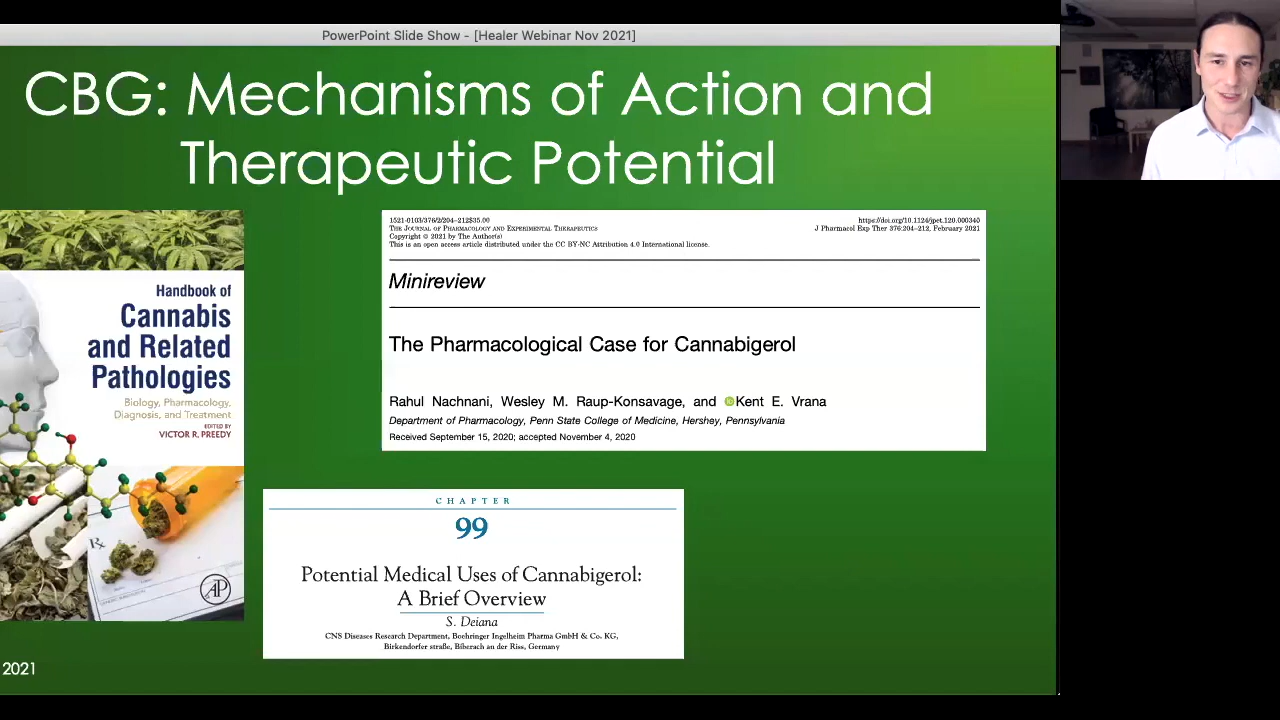 PowerPoint Slide Show - [Healer Webinar Nov 2021]
CBG: Mechanisms of Action and
Therapeutic Potential
Handbook of
Cannabis
and Related
Pathologies
Biology, Pharmacology,
Diagnosis, and Treatment
EDITED BY
VICTOR R. PREEDY
AP
1521-0103/376/2/204–212$35.00
THE JOURNAL OF PHARMACOLOGY AND EXPERIMENTAL THERAPEUTICS
Copyright © 2021 by The Author(s)
This is an open access article distributed under the CC BY-NC Attribution 4.0 International license.
https://doi.org/10.1124/jpet.120.000340
J Pharmacol Exp Ther 376:204–212, February 2021
Minireview
The Pharmacological Case for Cannabigerol
Rahul Nachnani, Wesley M. Raup-Konsavage, and Kent E. Vrana
Department of Pharmacology, Penn State College of Medicine, Hershey, Pennsylvania
Received September 15, 2020; accepted November 4, 2020
CHAPTER
99
Potential Medical Uses of Cannabigerol:
A Brief Overview
S. Deiana
CNS Diseases Research Department, Boehringer Ingelheim Pharma GmbH & Co. KG,
Birkendorfer straße, Biberach an der Riss, Germany
2021